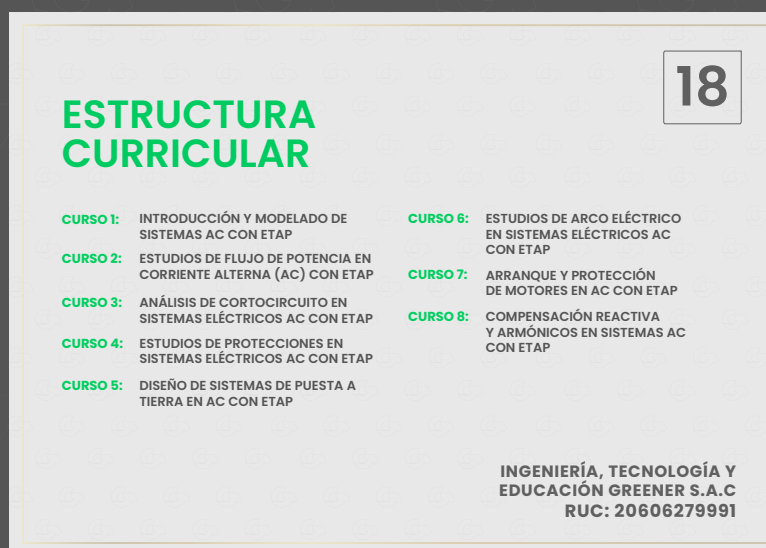 18
ESTRUCTURA
CURRICULAR
CURSO 1: INTRODUCCIÓN Y MODELADO DE
SISTEMAS AC CON ETAP
CURSO 2: ESTUDIOS DE FLUJO DE POTENCIA EN
CORRIENTE ALTERNA (AC) CON ETAP
CURSO 3: ANÁLISIS DE CORTOCIRCUITO EN
SISTEMAS ELÉCTRICOS AC CON ETAP
CURSO 4: ESTUDIOS DE PROTECCIONES EN
SISTEMAS ELÉCTRICOS AC CON ETAP
CURSO 5: DISEÑO DE SISTEMAS DE PUESTA A
TIERRA EN AC CON ETAP
CURSO 6: ESTUDIOS DE ARCO ELÉCTRICO
EN SISTEMAS ELÉCTRICOS AC
CON ETAP
CURSO 7: ARRANQUE Y PROTECCIÓN
DE MOTORES EN AC CON ETAP
CURSO 8: COMPENSACIÓN REACTIVA
Y ARMÓNICOS EN SISTEMAS AC
CON ETAP
INGENIERÍA, TECNOLOGÍA Y
EDUCACIÓN GREENER S.A.C
RUC: 20606279991